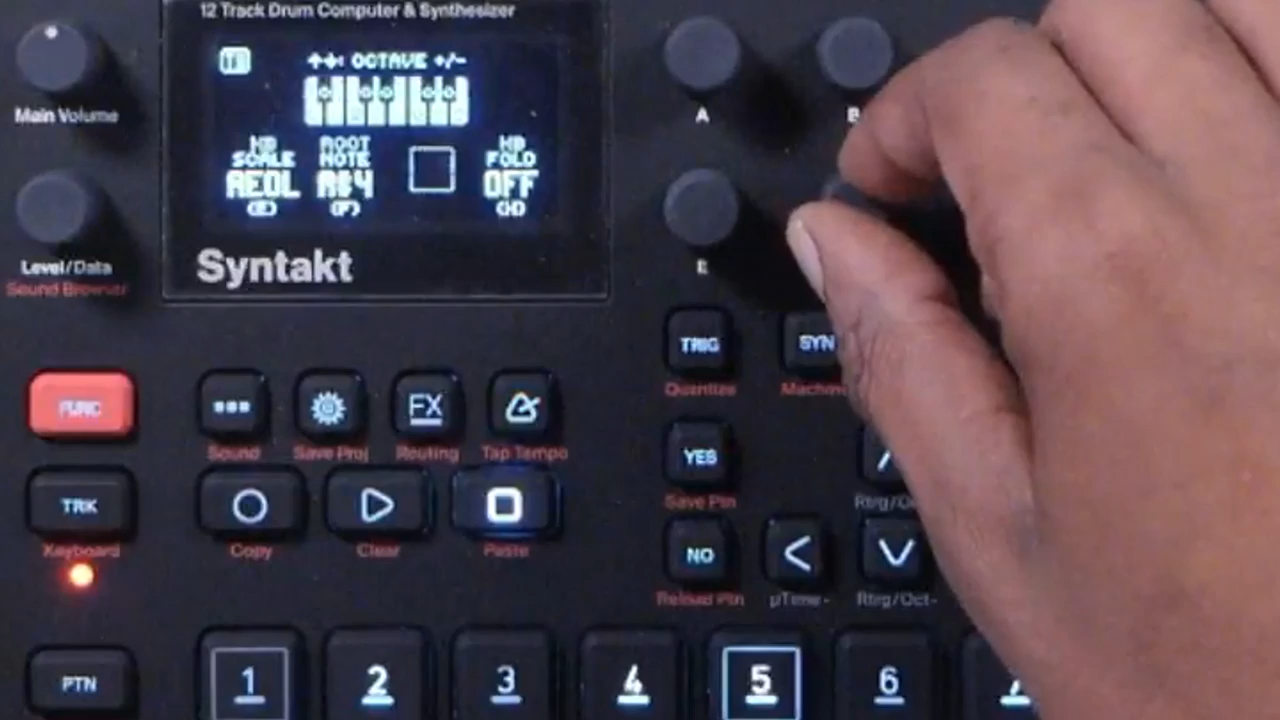 12 Track Drum Computer & Synthesizer
OCTAVE +/-
KB SCALE
AEOL
(E)
ROOT NOTE
A#4
(F)
KB FOLD
OFF
(H)
Syntakt
Main Volume
Level/Data
Sound Browser
A
B
E
FUNC
TRK
Keyboard
PTN
Sound
Save Proj
FX
Routing
Tap Tempo
Copy
Clear
Paste
TRIG
Quantize
SYN
YES
Save Ptn
NO
Reload Ptn
µTime-
Rtrg/Oct-
1
2
3
4
5
6
7